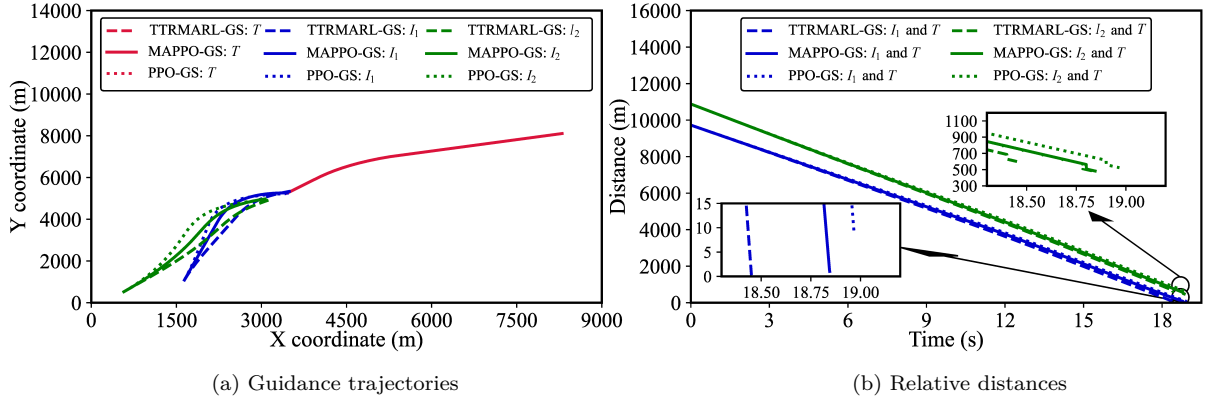 14000
12000
10000
8000
6000
4000
2000
0
Y coordinate (m)
TTRMARL-GS: T
TTRMARL-GS: I₁
TTRMARL-GS: I₂
MAPPO-GS: T
MAPPO-GS: I₁
MAPPO-GS: I₂
PPO-GS: T
PPO-GS: I₁
PPO-GS: I₂
0 1500 3000 4500 6000 7500 9000
X coordinate (m)
(a) Guidance trajectories
16000
14000
12000
10000
8000
6000
4000
2000
0
Distance (m)
TTRMARL-GS: I₁ and T
TTRMARL-GS: I₂ and T
MAPPO-GS: I₁ and T
MAPPO-GS: I₂ and T
PPO-GS: I₁ and T
PPO-GS: I₂ and T
1100
900
700
500
300
18.50 18.75 19.00
15
10
5
0
18.50 18.75 19.00
0 3 6 9 12 15 18
Time (s)
(b) Relative distances